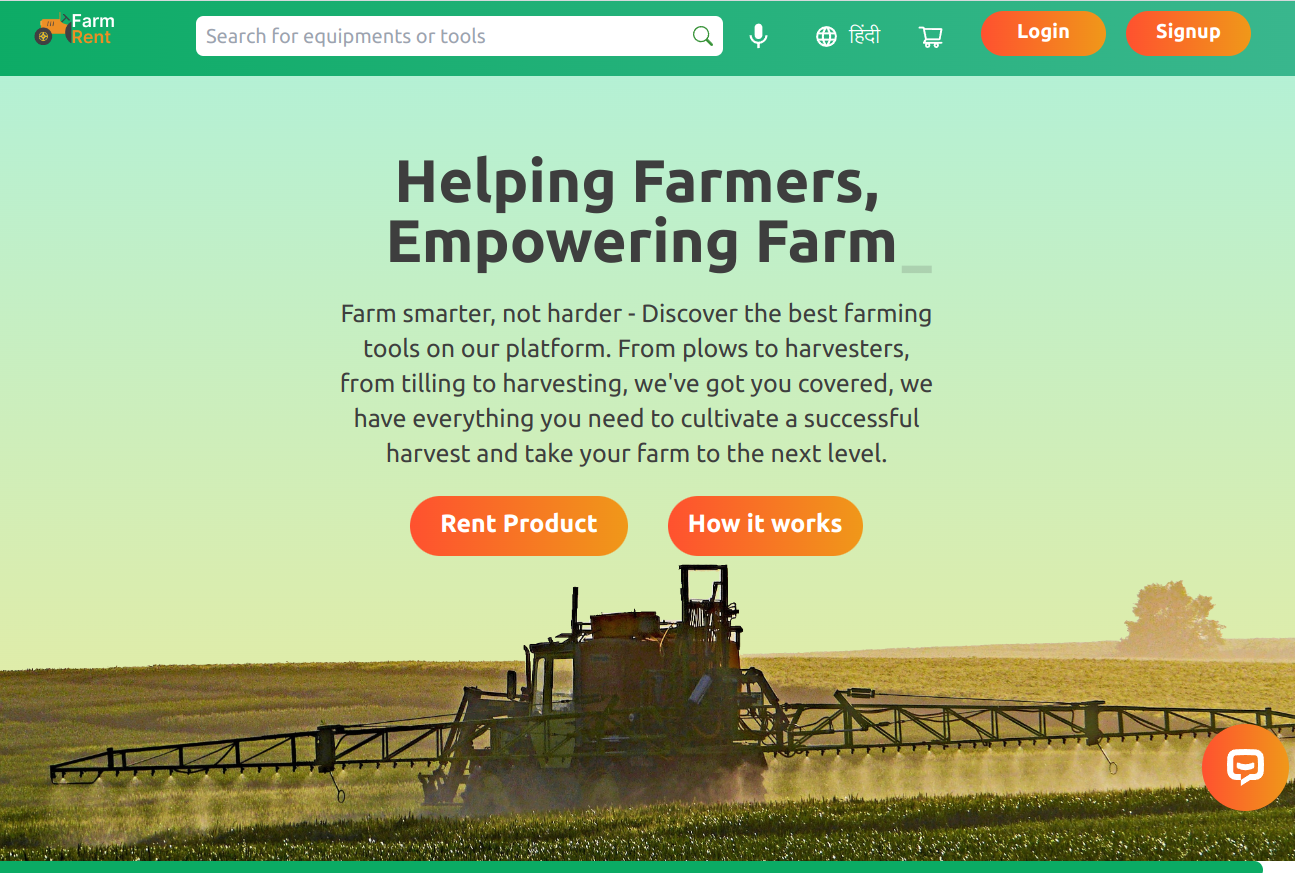 Farm
Rent
Search for equipments or tools
हिंदी
Login
Signup
Helping Farmers,
Empowering Farm_
Farm smarter, not harder - Discover the best farming
tools on our platform. From plows to harvesters,
from tilling to harvesting, we've got you covered, we
have everything you need to cultivate a successful
harvest and take your farm to the next level.
Rent Product
How it works